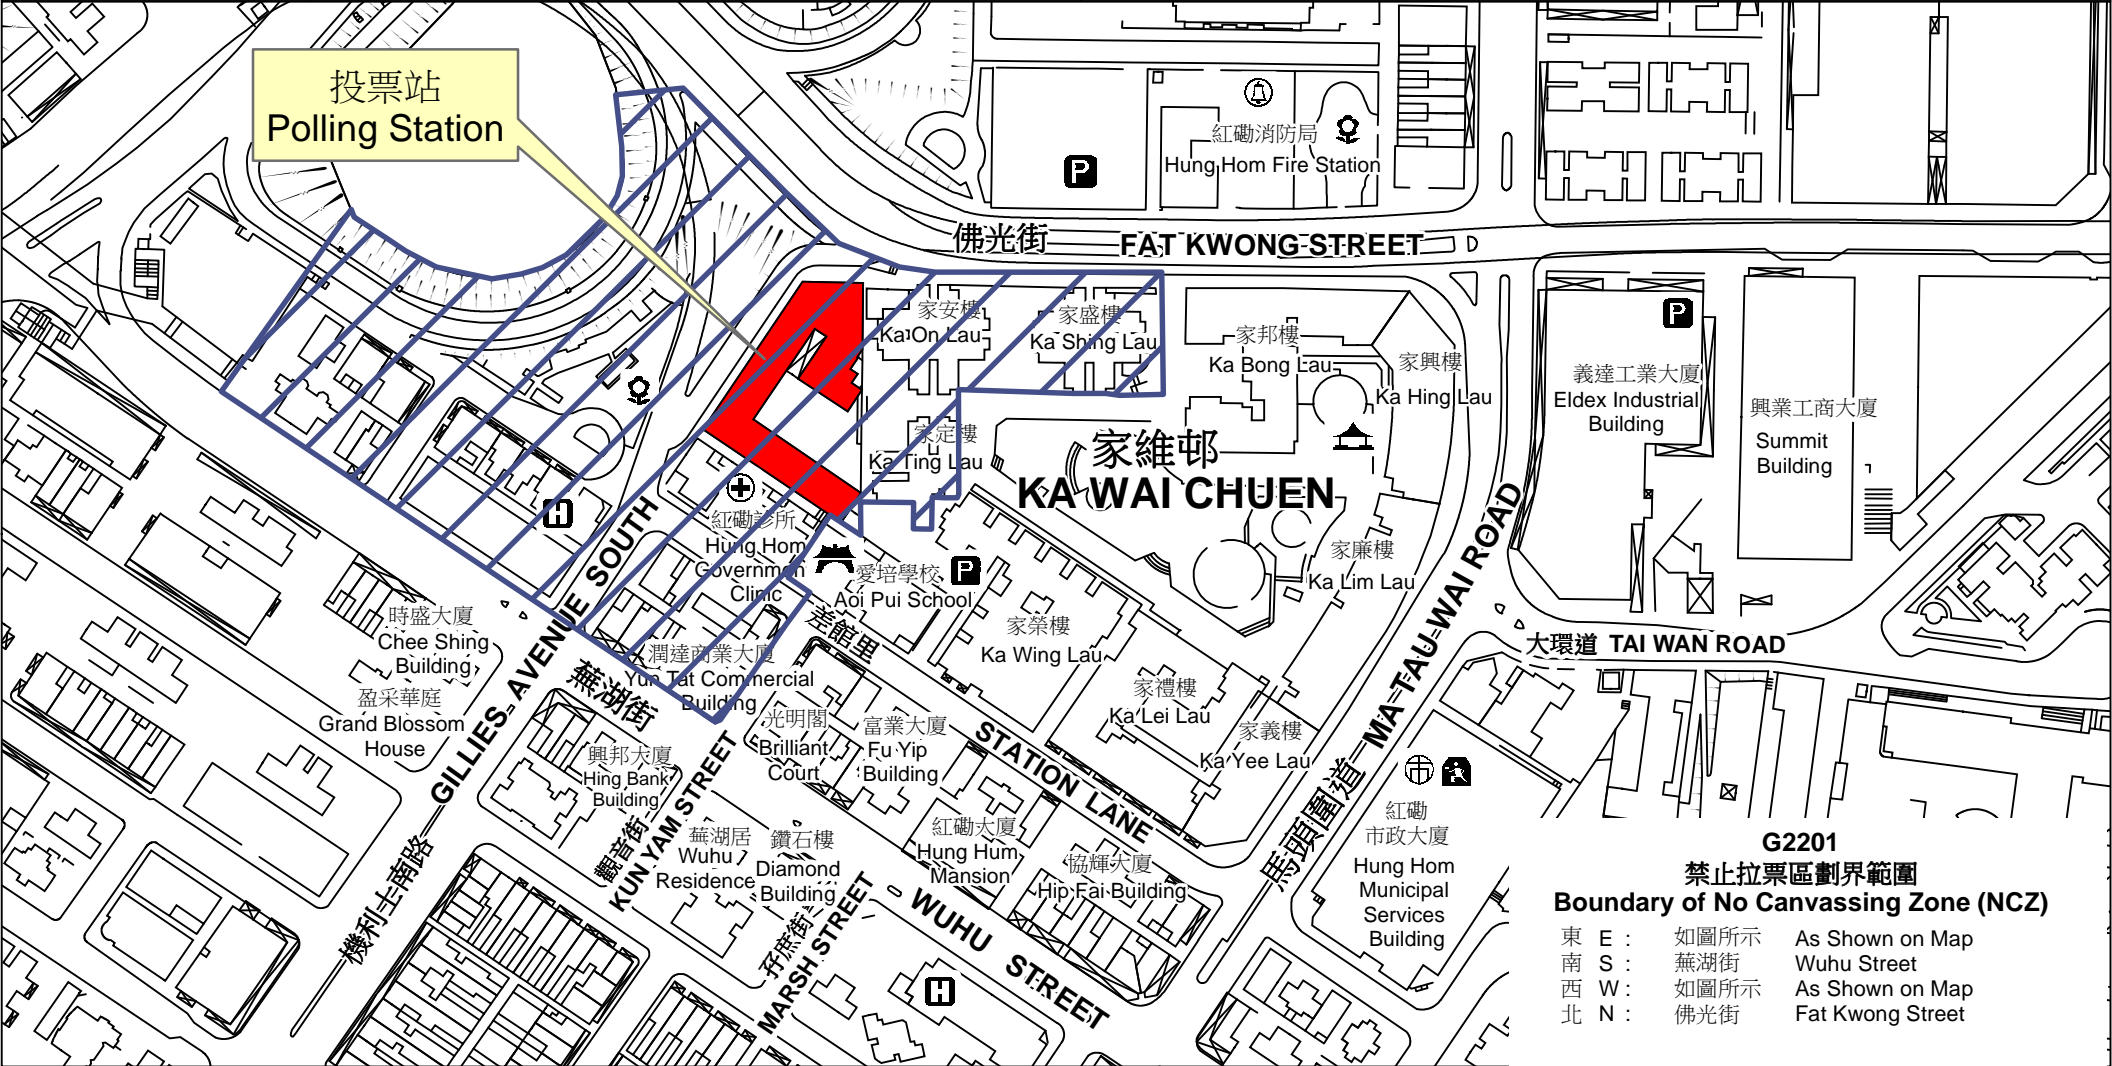 投票站
Polling Station
紅磡消防局
Hung Hom Fire Station
P
佛光街 FAT KWONG STREET
家安樓
Ka On Lau
家盛樓
Ka Shing Lau
家邦樓
Ka Bong Lau
家興樓
Ka Hing Lau
義達工業大廈
Eldex Industrial
Building
P
興業工商大廈
Summit
Building
家定樓
Ka Ting Lau
家維邨
KA WAI CHUEN
H
紅磡診所
Hung Hom
Governmen
Clinic
愛培學校
Aoi Pui School
P
家廉樓
Ka Lim Lau
家榮樓
Ka Wing Lau
家禮樓
Ka Lei Lau
家義樓
Ka Yee Lau
時盛大廈
Chee Shing
Building
盈采華庭
Grand Blossom
House
潤達商業大廈
Yun Tat Commercial
Building
差館里
STATION LANE
蕪湖街
WUHU STREET
機利士南路 GILLIES AVENUE SOUTH
馬頭圍道 MA TAU WAI ROAD
大環道 TAI WAN ROAD
光明閣
Brilliant
Court
富業大廈
Fu Yip
Building
興邦大廈
Hing Bank
Building
觀音街
KUN YAM STREET
蕪湖居
Wuhu
Residence
鑽石樓
Diamond
Building
紅磡大廈
Hung Hum
Mansion
協輝大廈
Hip Fai Building
孖庶街
MARSH STREET
H
市
紅磡
市政大廈
Hung Hom
Municipal
Services
Building
G2201
禁止拉票區劃界範圍
Boundary of No Canvassing Zone (NCZ)
東 E : 如圖所示 As Shown on Map
南 S : 蕪湖街 Wuhu Street
西 W : 如圖所示 As Shown on Map
北 N : 佛光街 Fat Kwong Street